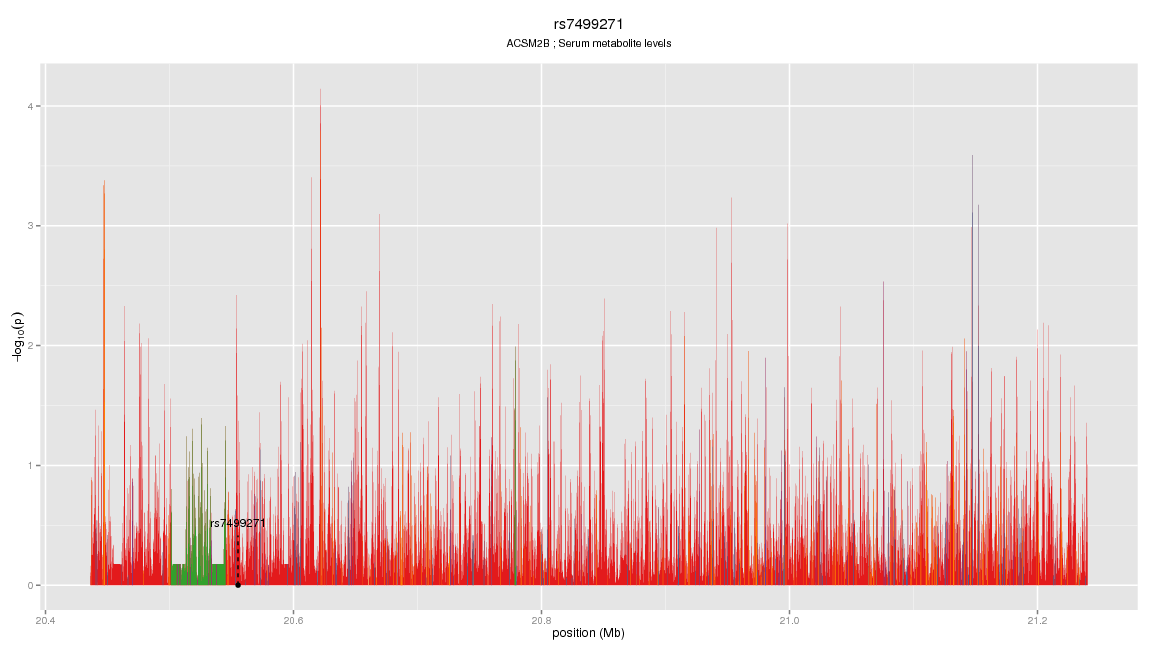 rs7499271
ACSM2B ; Serum metabolite levels
4
3
2
1
0
−log10(p)
rs7499271
20.4 20.6 20.8 21.0 21.2
position (Mb)